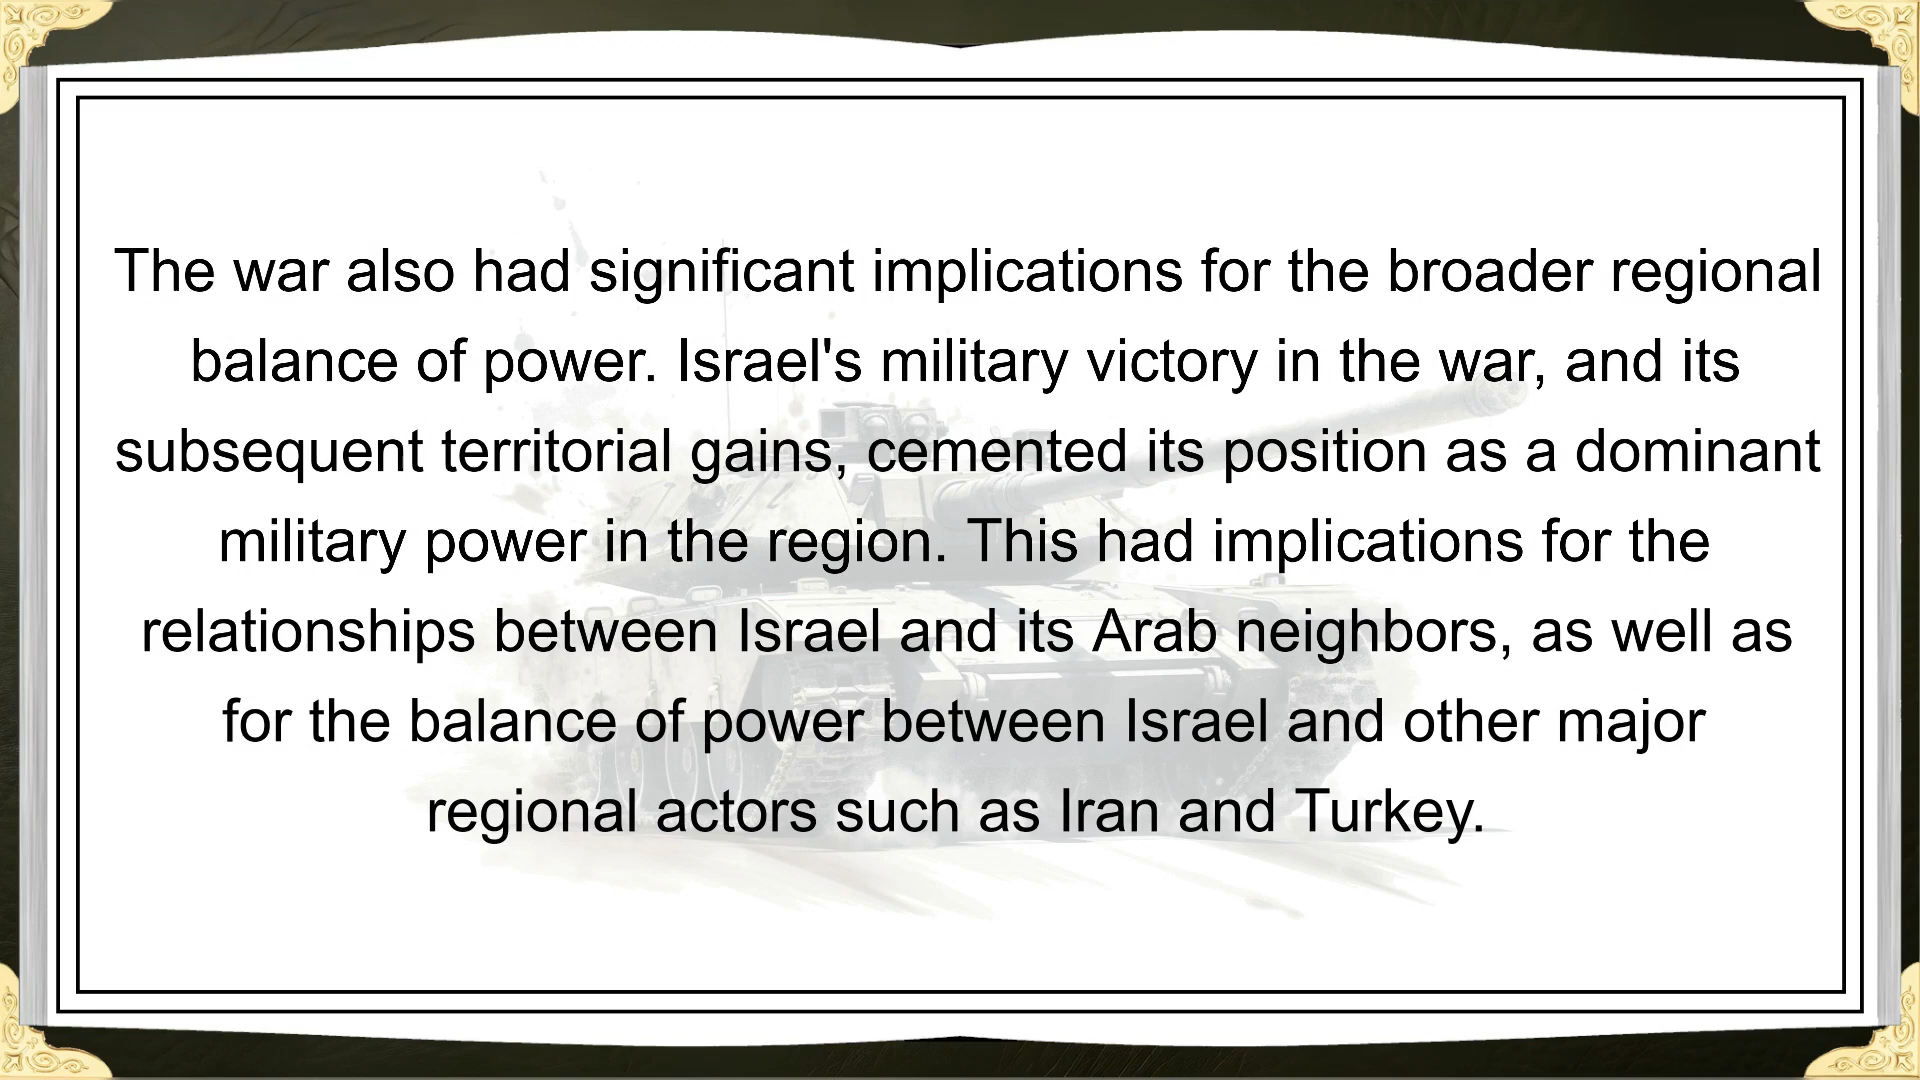 The war also had significant implications for the broader regional
balance of power. Israel's military victory in the war, and its
subsequent territorial gains, cemented its position as a dominant
military power in the region. This had implications for the
relationships between Israel and its Arab neighbors, as well as
for the balance of power between Israel and other major
regional actors such as Iran and Turkey.